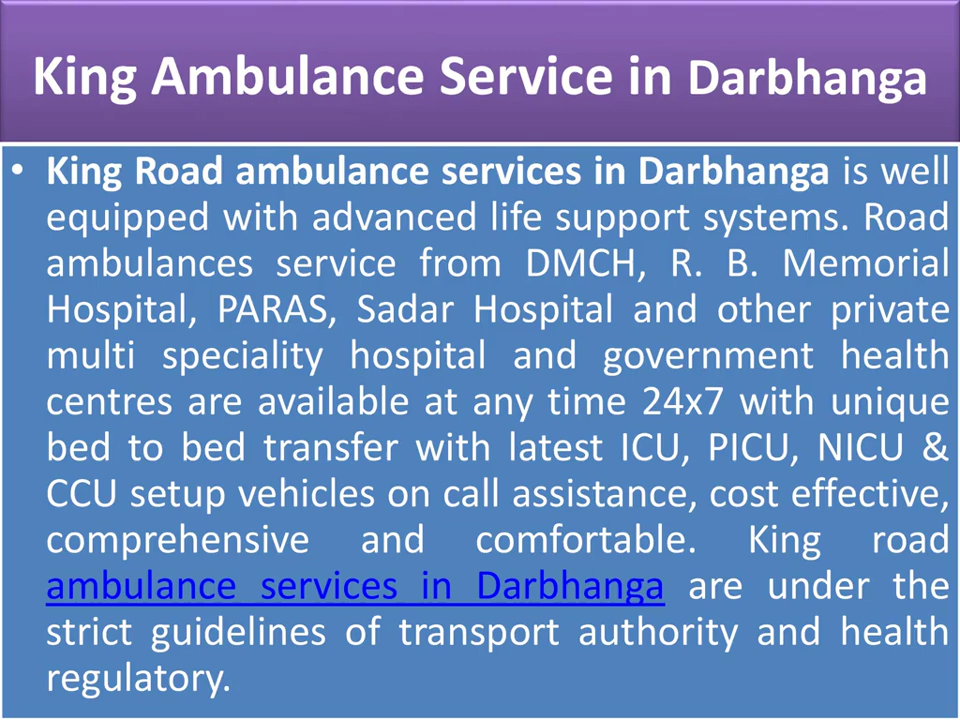 King Ambulance Service in Darbhanga
• King Road ambulance services in Darbhanga is well
equipped with advanced life support systems. Road
ambulances service from DMCH, R. B. Memorial
Hospital, PARAS, Sadar Hospital and other private
multi speciality hospital and government health
centres are available at any time 24x7 with unique
bed to bed transfer with latest ICU, PICU, NICU &
CCU setup vehicles on call assistance, cost effective,
comprehensive and comfortable. King road
ambulance services in Darbhanga are under the
strict guidelines of transport authority and health
regulatory.